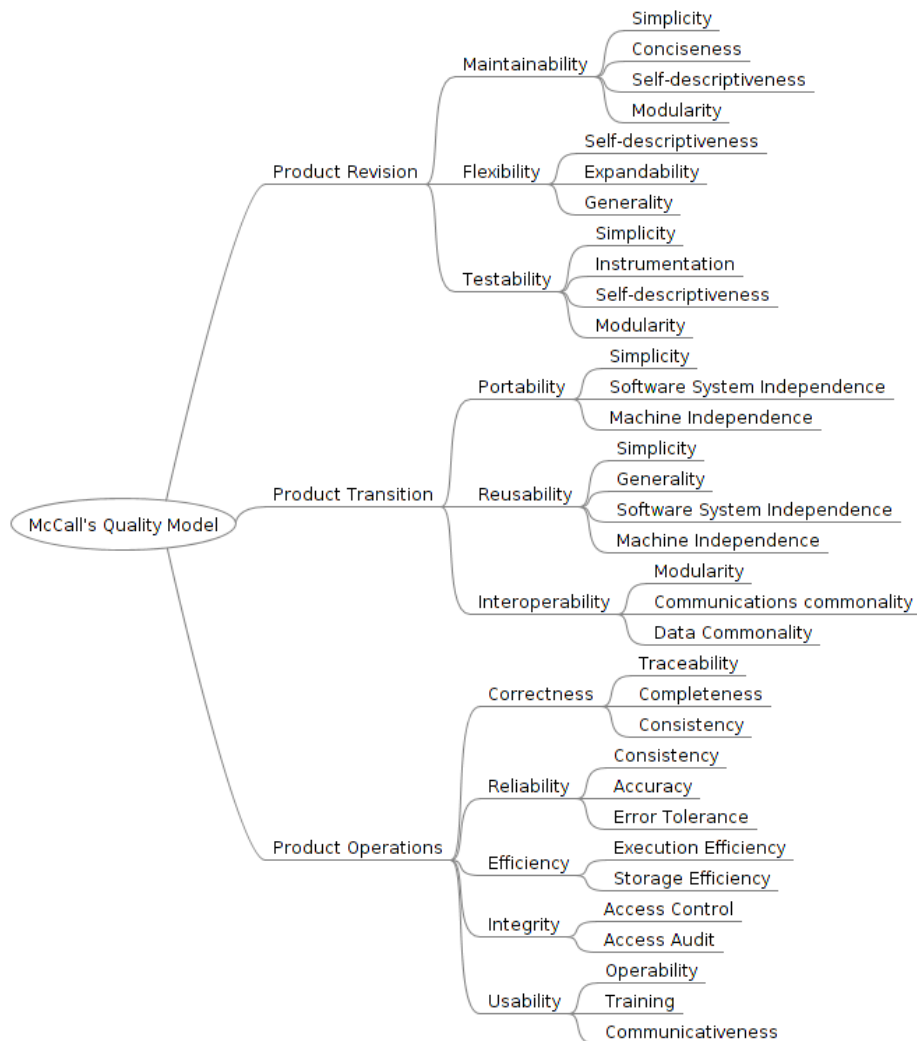 McCall's Quality Model
Product Revision
Maintainability
Simplicity
Conciseness
Self-descriptiveness
Modularity
Flexibility
Self-descriptiveness
Expandability
Generality
Testability
Simplicity
Instrumentation
Self-descriptiveness
Modularity
Product Transition
Portability
Simplicity
Software System Independence
Machine Independence
Reusability
Simplicity
Generality
Software System Independence
Machine Independence
Interoperability
Modularity
Communications commonality
Data Commonality
Product Operations
Correctness
Traceability
Completeness
Consistency
Reliability
Consistency
Accuracy
Error Tolerance
Efficiency
Execution Efficiency
Storage Efficiency
Integrity
Access Control
Access Audit
Usability
Operability
Training
Communicativeness